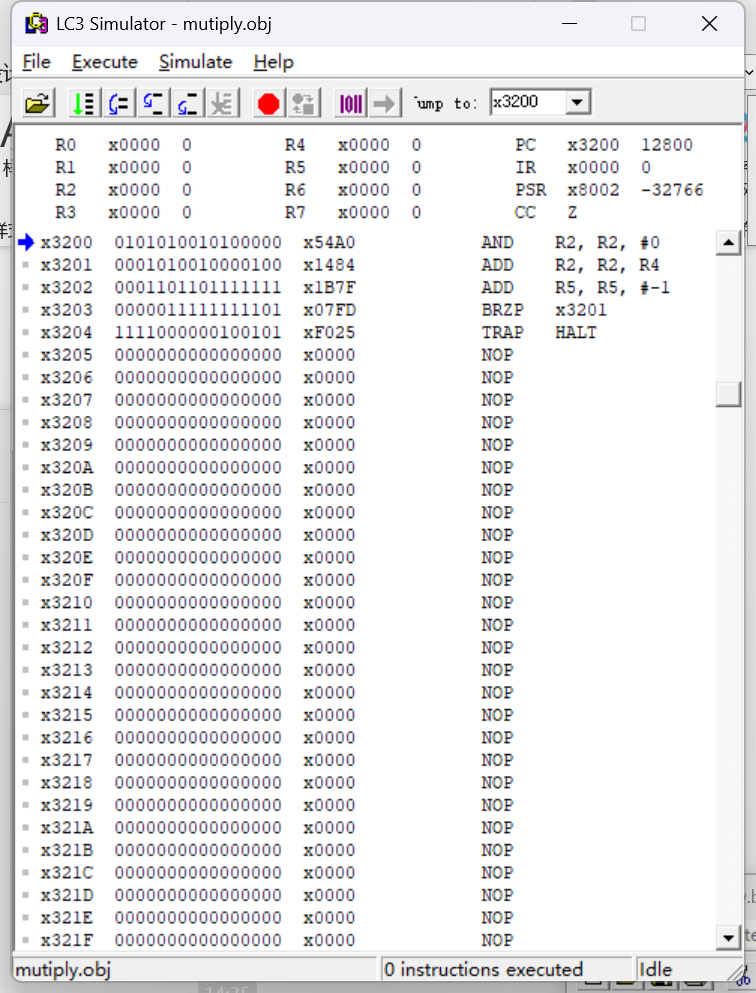 LC3 Simulator - mutiply.obj
File Execute Simulate Help
Jump to: x3200
R0 x0000 0 R4 x0000 0 PC x3200 12800
R1 x0000 0 R5 x0000 0 IR x0000 0
R2 x0000 0 R6 x0000 0 PSR x8002 -32766
R3 x0000 0 R7 x0000 0 CC Z
x3200 0101010010100000 x54A0 AND R2, R2, #0
x3201 0001010010000100 x1484 ADD R2, R2, R4
x3202 0001101101111111 x1B7F ADD R5, R5, #-1
x3203 0000011111111101 x07FD BRZP x3201
x3204 1111000000100101 xF025 TRAP HALT
x3205 0000000000000000 x0000 NOP
x3206 0000000000000000 x0000 NOP
x3207 0000000000000000 x0000 NOP
x3208 0000000000000000 x0000 NOP
x3209 0000000000000000 x0000 NOP
x320A 0000000000000000 x0000 NOP
x320B 0000000000000000 x0000 NOP
x320C 0000000000000000 x0000 NOP
x320D 0000000000000000 x0000 NOP
x320E 0000000000000000 x0000 NOP
x320F 0000000000000000 x0000 NOP
x3210 0000000000000000 x0000 NOP
x3211 0000000000000000 x0000 NOP
x3212 0000000000000000 x0000 NOP
x3213 0000000000000000 x0000 NOP
x3214 0000000000000000 x0000 NOP
x3215 0000000000000000 x0000 NOP
x3216 0000000000000000 x0000 NOP
x3217 0000000000000000 x0000 NOP
x3218 0000000000000000 x0000 NOP
x3219 0000000000000000 x0000 NOP
x321A 0000000000000000 x0000 NOP
x321B 0000000000000000 x0000 NOP
x321C 0000000000000000 x0000 NOP
x321D 0000000000000000 x0000 NOP
x321E 0000000000000000 x0000 NOP
x321F 0000000000000000 x0000 NOP
mutiply.obj 0 instructions executed Idle